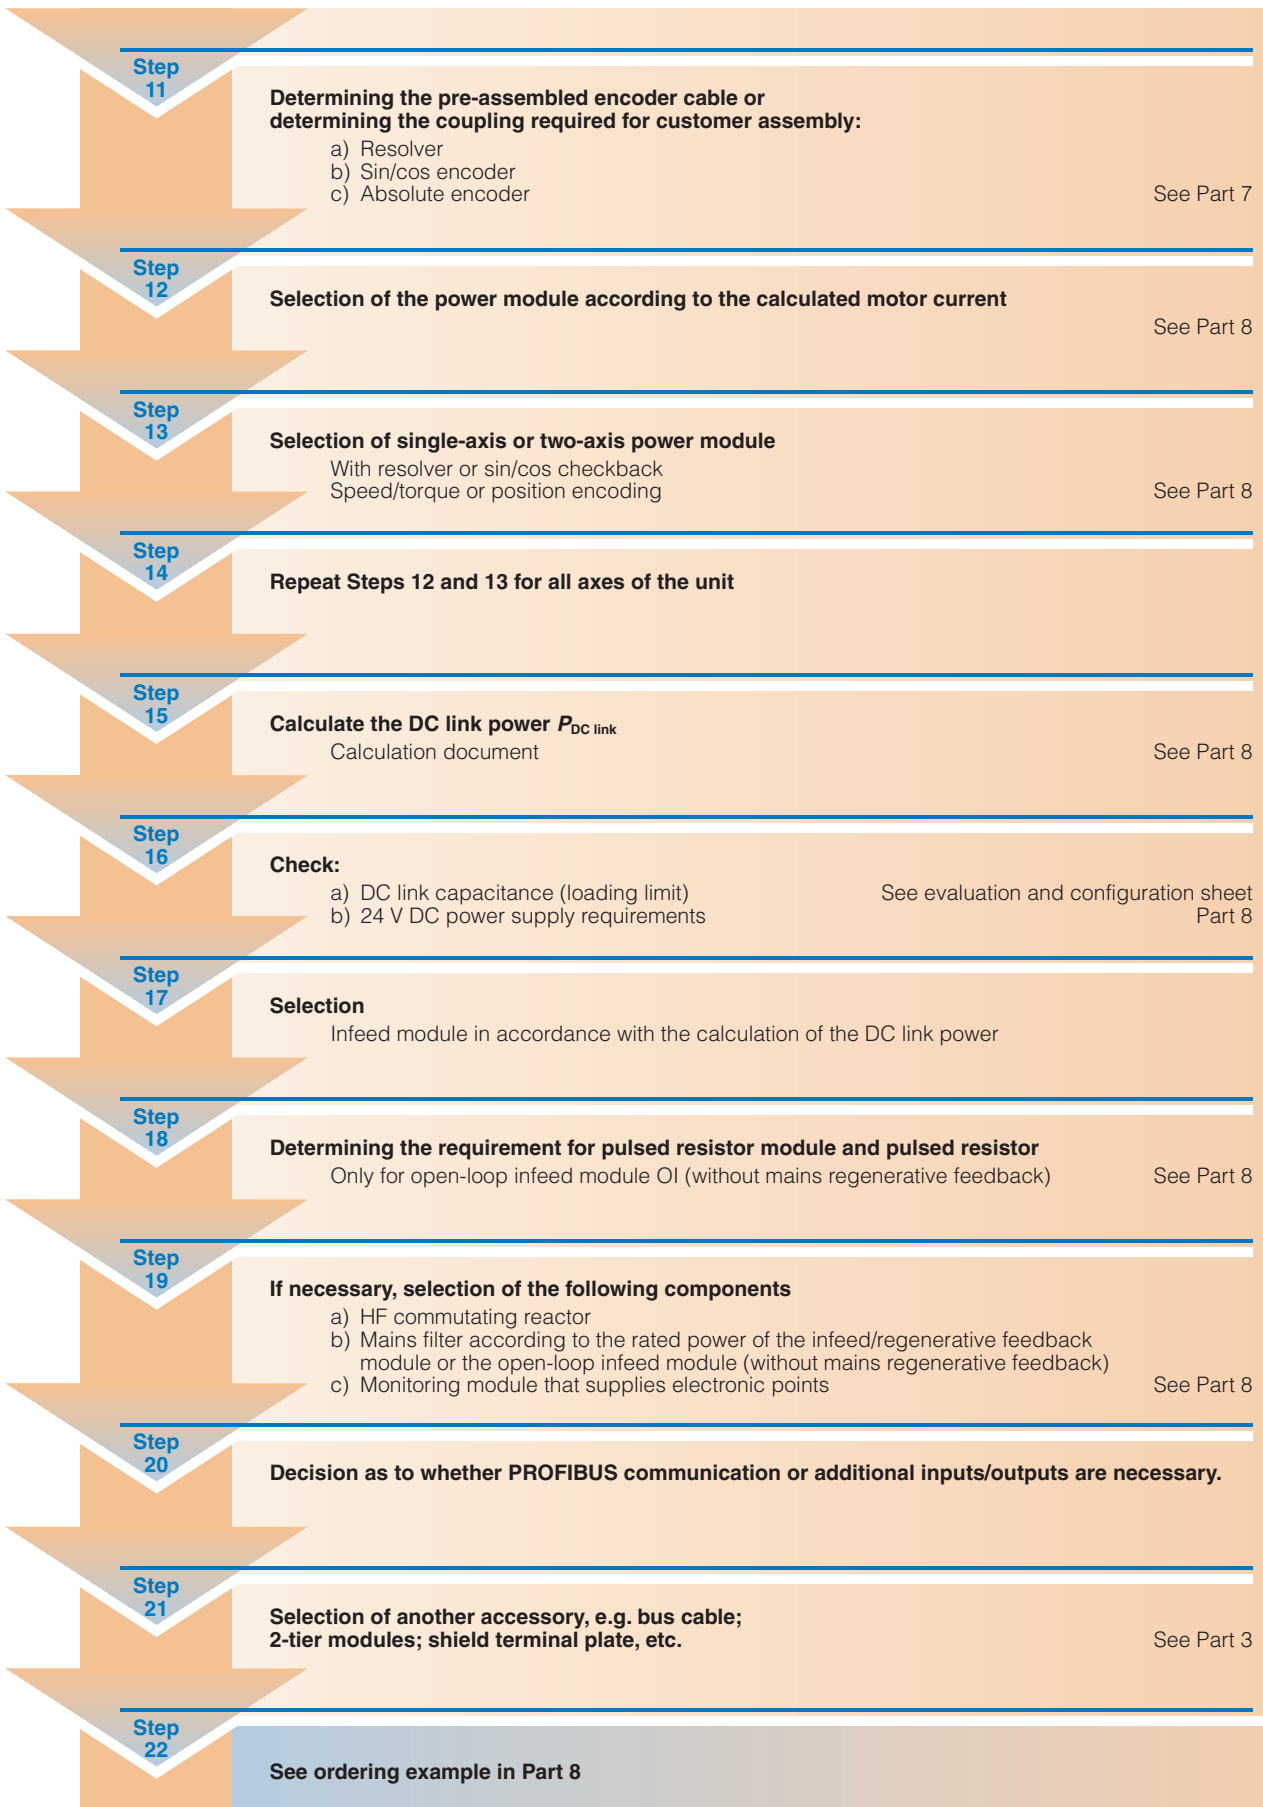 Step
11
Determining the pre-assembled encoder cable or
determining the coupling required for customer assembly:
a) Resolver
b) Sin/cos encoder
c) Absolute encoder See Part 7
Step
12
Selection of the power module according to the calculated motor current
See Part 8
Step
13
Selection of single-axis or two-axis power module
With resolver or sin/cos checkback
Speed/torque or position encoding See Part 8
Step
14
Repeat Steps 12 and 13 for all axes of the unit
Step
15
Calculate the DC link power P DC link
Calculation document See Part 8
Step
16
Check:
a) DC link capacitance (loading limit) See evaluation and configuration sheet
b) 24 V DC power supply requirements Part 8
Step
17
Selection
Infeed module in accordance with the calculation of the DC link power
Step
18
Determining the requirement for pulsed resistor module and pulsed resistor
Only for open-loop infeed module OI (without mains regenerative feedback) See Part 8
Step
19
If necessary, selection of the following components
a) HF commutating reactor
b) Mains filter according to the rated power of the infeed/regenerative feedback
module or the open-loop infeed module (without mains regenerative feedback)
c) Monitoring module that supplies electronic points See Part 8
Step
20
Decision as to whether PROFIBUS communication or additional inputs/outputs are necessary.
Step
21
Selection of another accessory, e.g. bus cable;
2-tier modules; shield terminal plate, etc. See Part 3
Step
22
See ordering example in Part 8